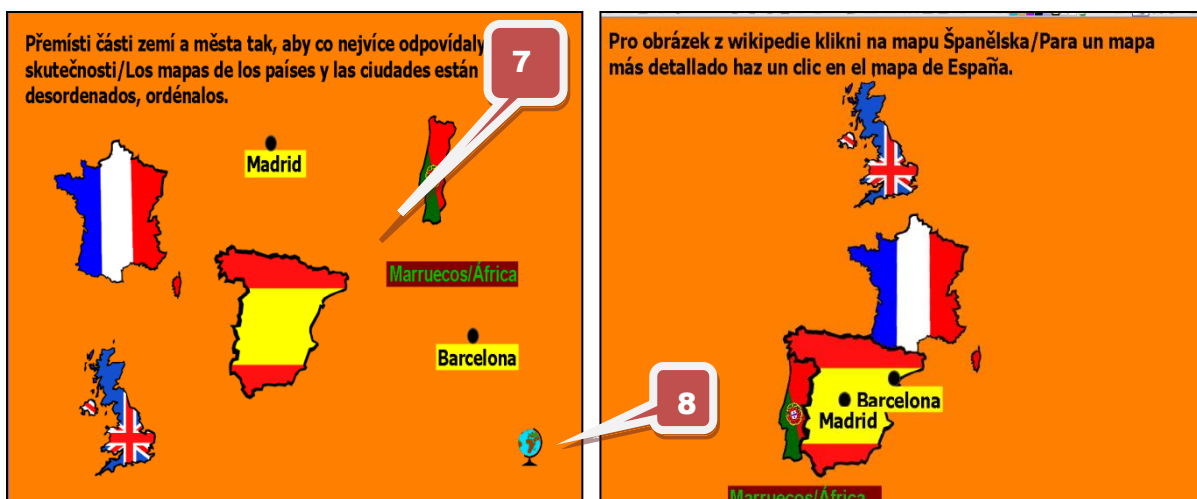 Přemísti části zemí a města tak, aby co nejvíce odpovídaly
skutečnosti/Los mapas de los países y las ciudades están
desordenados, ordénalos.
7
Madrid
Marruecos/África
Barcelona
8
Pro obrázek z wikipedie klikni na mapu Španělska/Para un mapa
más detallado haz un clic en el mapa de España.
Barcelona
Madrid
Marruecos/África